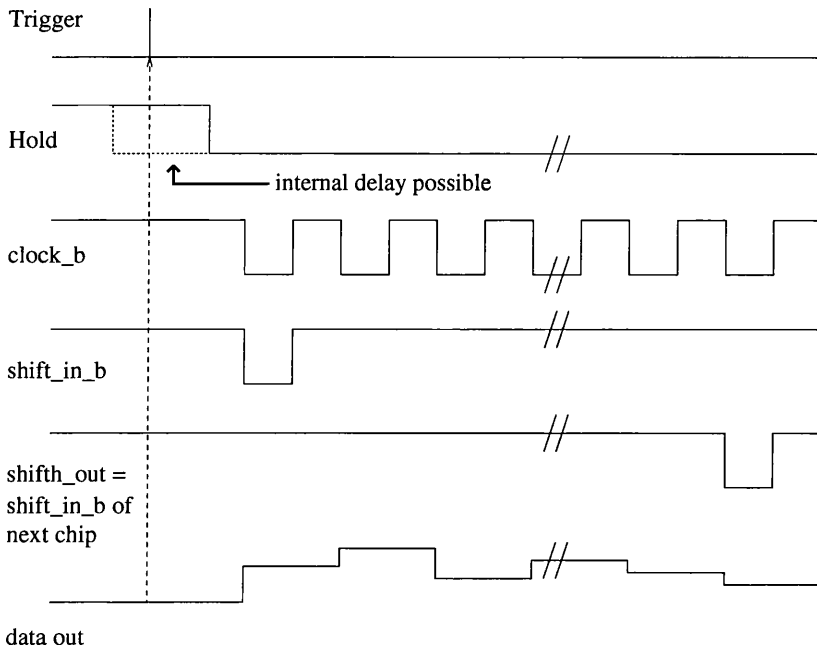 Trigger
Hold
internal delay possible
clock_b
shift_in_b
shifth_out =
shift_in_b of
next chip
data out